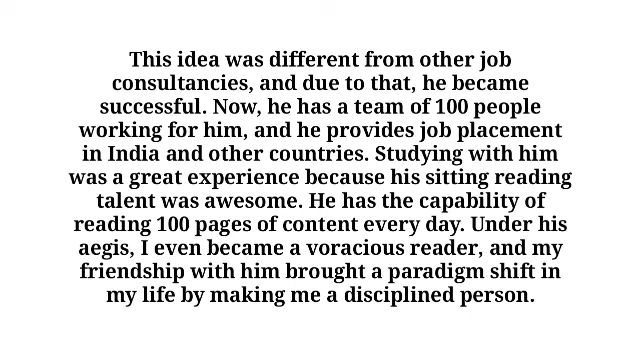 This idea was different from other job
consultancies, and due to that, he became
successful. Now, he has a team of 100 people
working for him, and he provides job placement
in India and other countries. Studying with him
was a great experience because his sitting reading
talent was awesome. He has the capability of
reading 100 pages of content every day. Under his
aegis, I even became a voracious reader, and my
friendship with him brought a paradigm shift in
my life by making me a disciplined person.